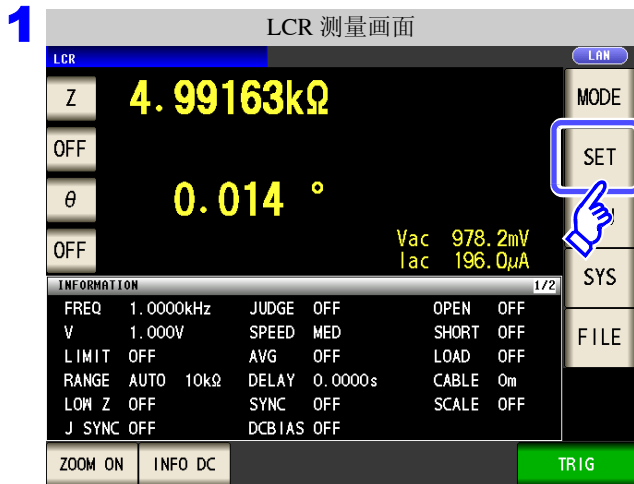 1
LCR 测量画面
LCR
LAN
Z 4.99163kΩ
MODE
OFF
SET
θ 0.014 °
OFF
Vac 978.2mV
Iac 196.0μA
SYS
INFORMATION 1/2
FREQ 1.0000kHz JUDGE OFF OPEN OFF
V 1.000V SPEED MED SHORT OFF
FILE
LIMIT OFF AVG OFF LOAD OFF
RANGE AUTO 10kΩ DELAY 0.0000s CABLE 0m
LOW Z OFF SYNC OFF SCALE OFF
J SYNC OFF DCBIAS OFF
ZOOM ON INFO DC TRIG